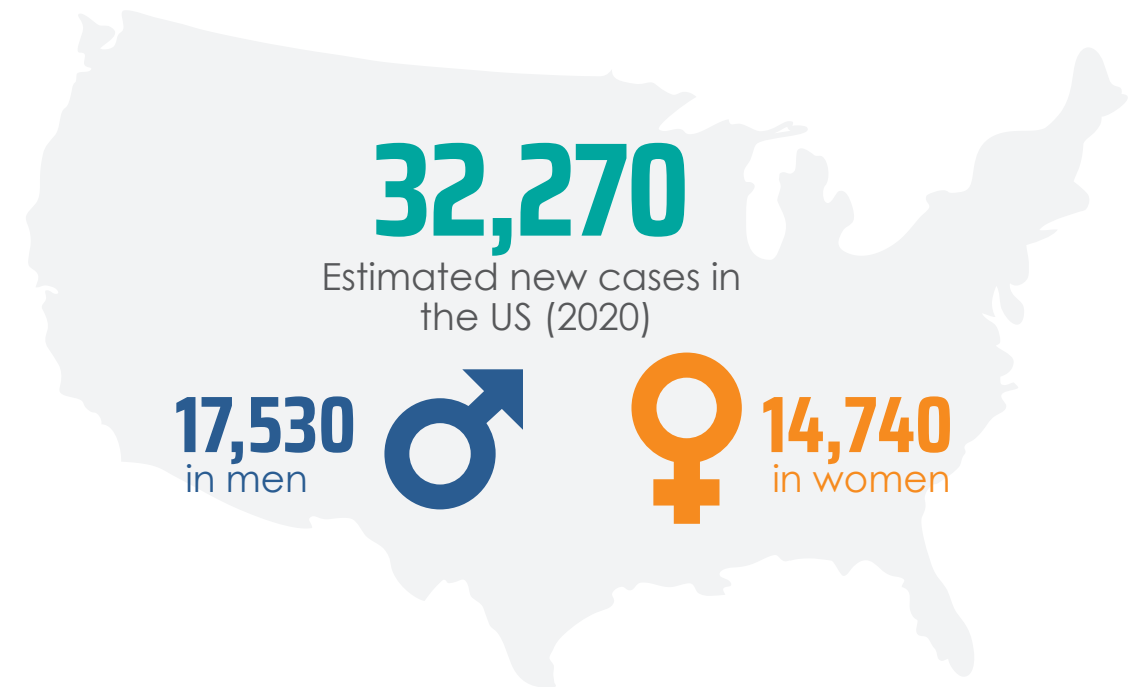 32,270
Estimated new cases in
the US (2020)
17,530
in men
14,740
in women